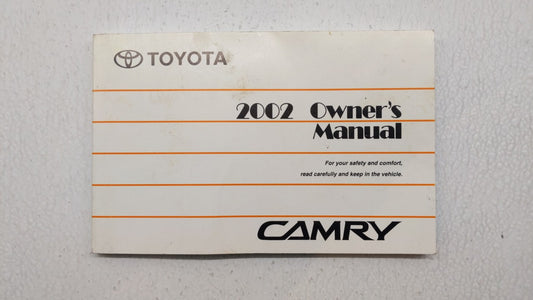 TOYOTA
2002 Owner's
Manual
For your safety and comfort,
read carefully and keep in the vehicle.
CAMRY